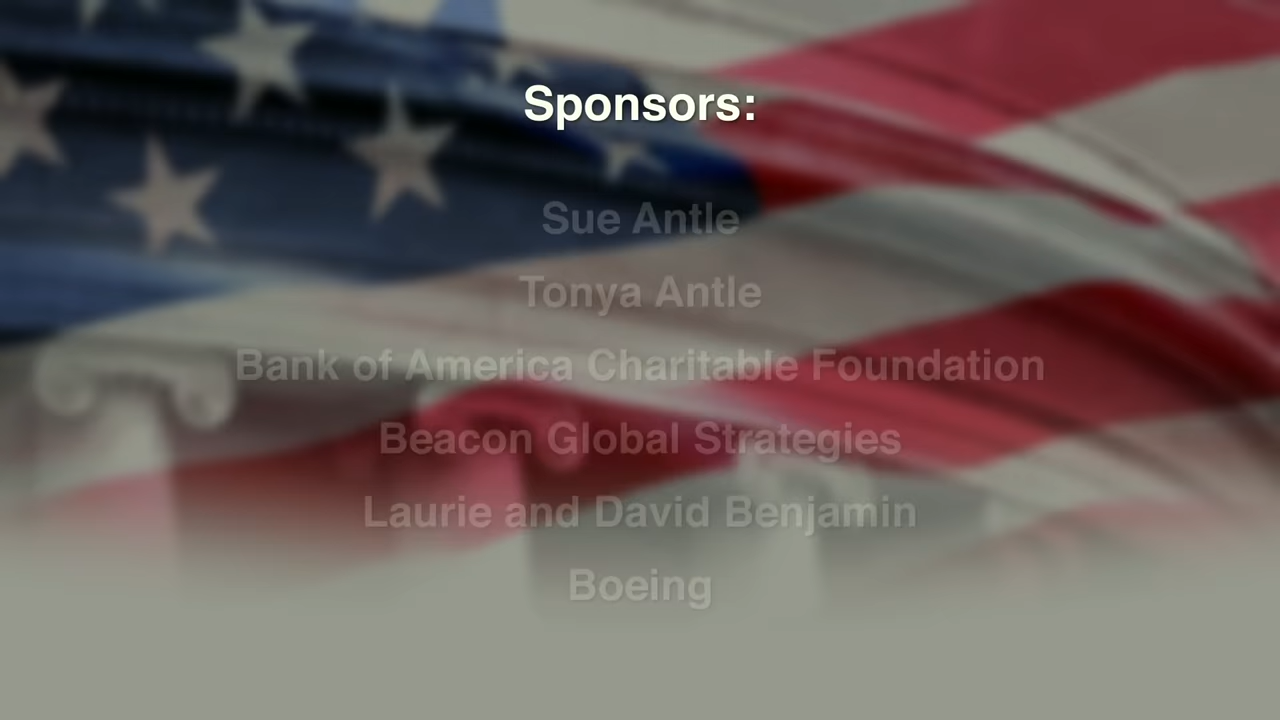 Sponsors:
Sue Antle
Tonya Antle
Bank of America Charitable Foundation
Beacon Global Strategies
Laurie and David Benjamin
Boeing